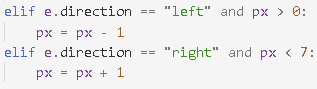 elif e.direction == "left" and px > 0:
    px = px - 1
elif e.direction == "right" and px < 7:
    px = px + 1